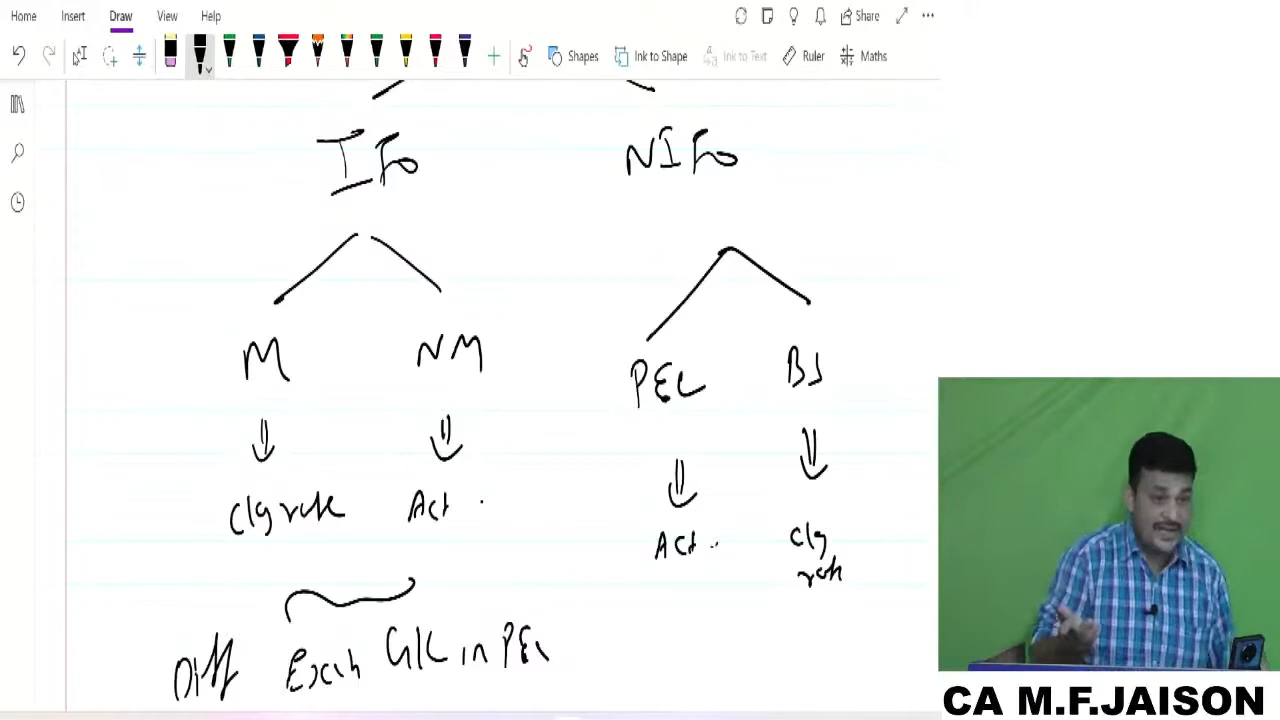 Home Insert Draw View Help Share
Shapes Ink to Shape Ink to Text Ruler Maths
IFO NIFO
M NM PEL BS
Clg rate Act. Act. Clg rate
Diff Exch G/L in PEL
CA M.F.JAISON